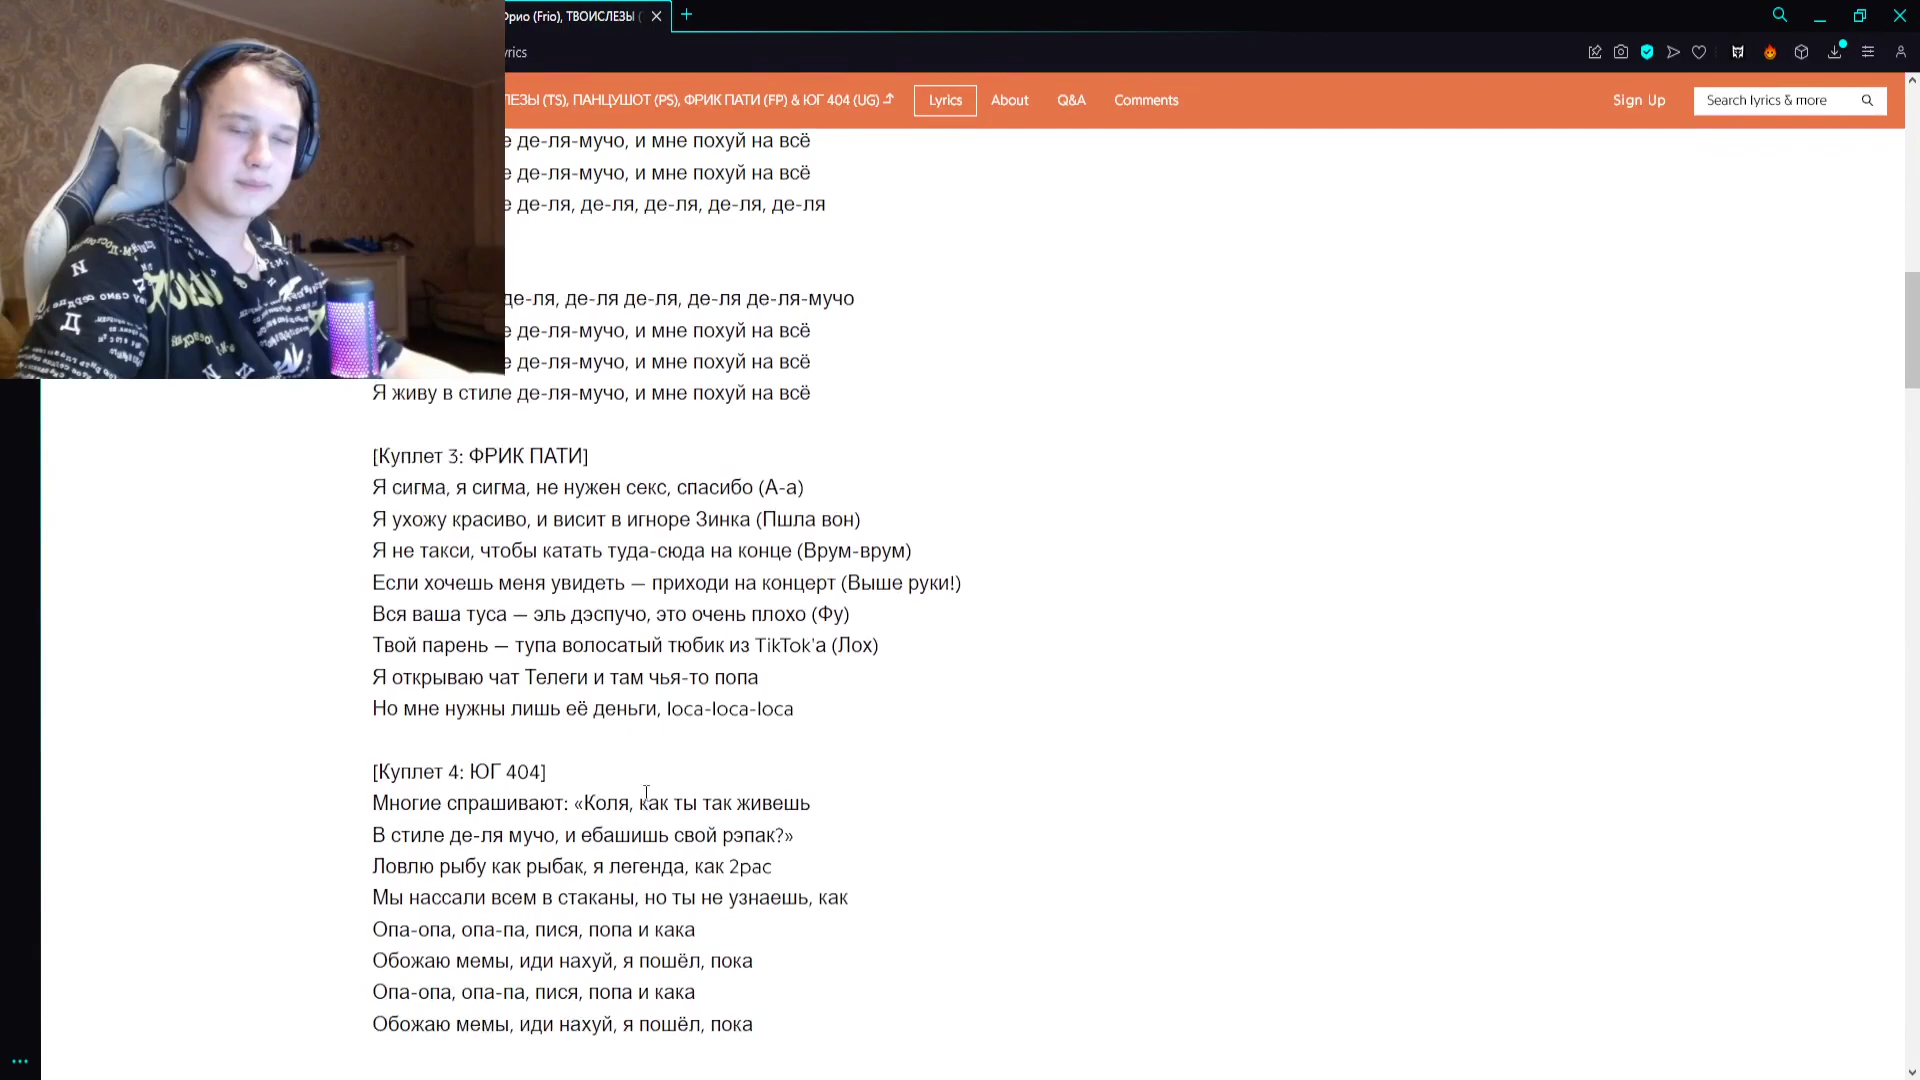 Фрио (Frio), ТВОИСЛЕЗЫ (
yrics
ЛЕЗЫ (TS), ПАНЦУШОТ (PS), ФРИК ПАТИ (FP) & ЮГ 404 (UG)
Lyrics
About
Q&A
Comments
Sign Up
Search lyrics & more
е де-ля-мучо, и мне похуй на всё
е де-ля-мучо, и мне похуй на всё
е де-ля, де-ля, де-ля, де-ля, де-ля
де-ля, де-ля де-ля, де-ля де-ля-мучо
е де-ля-мучо, и мне похуй на всё
е де-ля-мучо, и мне похуй на всё
Я живу в стиле де-ля-мучо, и мне похуй на всё
[Куплет 3: ФРИК ПАТИ]
Я сигма, я сигма, не нужен секс, спасибо (А-а)
Я ухожу красиво, и висит в игноре Зинка (Пшла вон)
Я не такси, чтобы катать туда-сюда на конце (Врум-врум)
Если хочешь меня увидеть — приходи на концерт (Выше руки!)
Вся ваша туса — эль дэспучо, это очень плохо (Фу)
Твой парень — тупа волосатый тюбик из TikTok'а (Лох)
Я открываю чат Телеги и там чья-то попа
Но мне нужны лишь её деньги, loca-loca-loca
[Куплет 4: ЮГ 404]
Многие спрашивают: «Коля, как ты так живешь
В стиле де-ля мучо, и ебашишь свой рэпак?»
Ловлю рыбу как рыбак, я легенда, как 2pac
Мы нассали всем в стаканы, но ты не узнаешь, как
Опа-опа, опа-па, пися, попа и кака
Обожаю мемы, иди нахуй, я пошёл, пока
Опа-опа, опа-па, пися, попа и кака
Обожаю мемы, иди нахуй, я пошёл, пока